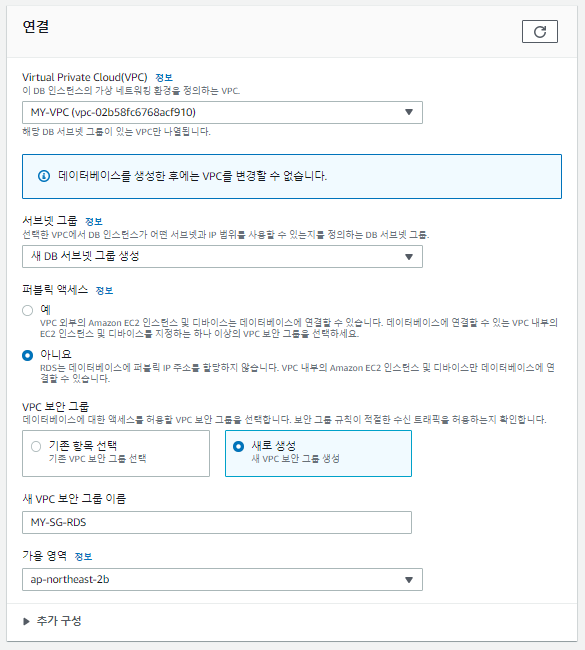 연결
Virtual Private Cloud(VPC) 정보
이 DB 인스턴스의 가상 네트워킹 환경을 정의하는 VPC.
MY-VPC (vpc-02b58fc6768acf910)
해당 DB 서브넷 그룹이 있는 VPC만 나열됩니다.
데이터베이스를 생성한 후에는 VPC를 변경할 수 없습니다.
서브넷 그룹 정보
선택한 VPC에서 DB 인스턴스가 어떤 서브넷과 IP 범위를 사용할 수 있는지를 정의하는 DB 서브넷 그룹.
새 DB 서브넷 그룹 생성
퍼블릭 액세스 정보
예
VPC 외부의 Amazon EC2 인스턴스 및 디바이스는 데이터베이스에 연결할 수 있습니다. 데이터베이스에 연결할 수 있는 VPC 내부의
EC2 인스턴스 및 디바이스를 지정하는 하나 이상의 VPC 보안 그룹을 선택하세요.
아니요
RDS는 데이터베이스에 퍼블릭 IP 주소를 할당하지 않습니다. VPC 내부의 Amazon EC2 인스턴스 및 디바이스만 데이터베이스에 연
결할 수 있습니다.
VPC 보안 그룹
데이터베이스에 대한 액세스를 허용할 VPC 보안 그룹을 선택합니다. 보안 그룹 규칙이 적절한 수신 트래픽을 허용하는지 확인합니다.
기존 항목 선택
기존 VPC 보안 그룹 선택
새로 생성
새 VPC 보안 그룹 생성
새 VPC 보안 그룹 이름
MY-SG-RDS
가용 영역 정보
ap-northeast-2b
추가 구성